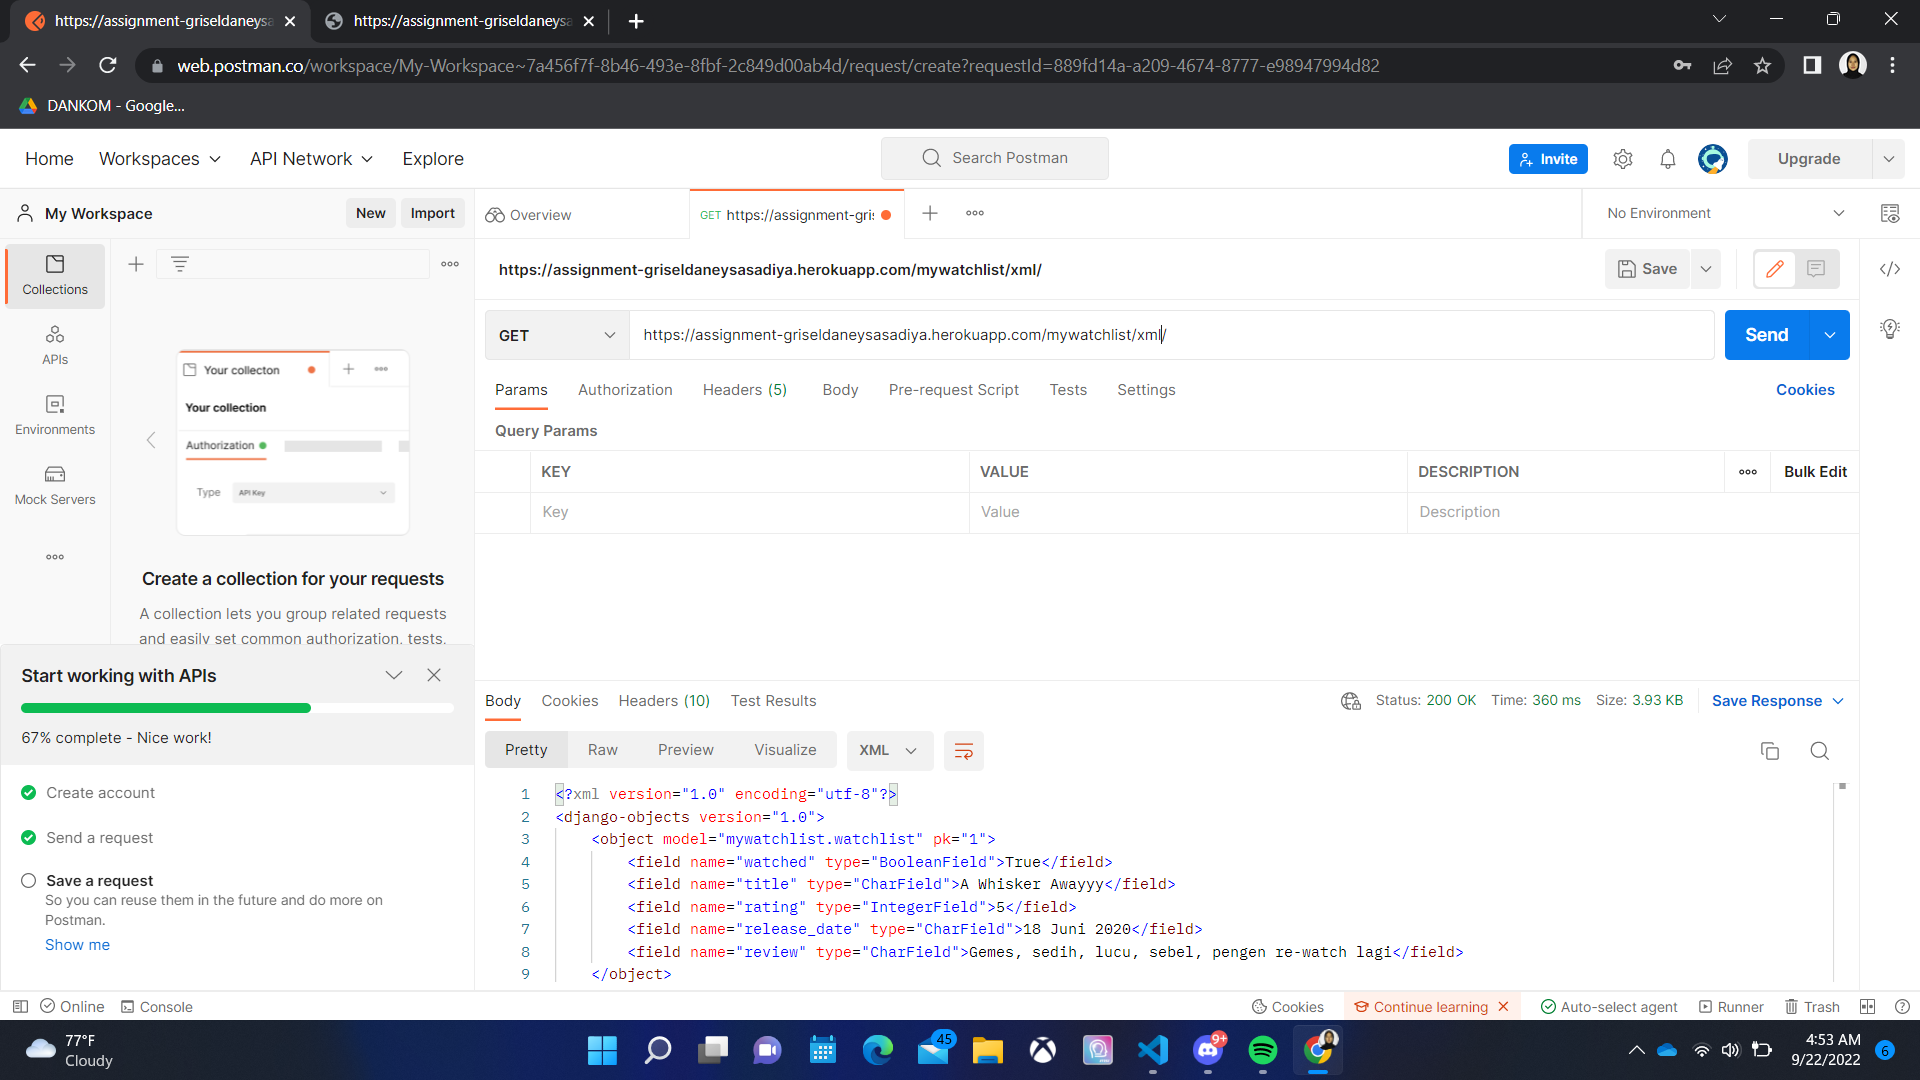 https://assignment-griseldaneysa
https://assignment-griseldaneysa
web.postman.co/workspace/My-Workspace~7a456f7f-8b46-493e-8fbf-2c849d00ab4d/request/create?requestId=889fd14a-a209-4674-8777-e98947994d82
DANKOM - Google...
Home
Workspaces
API Network
Explore
Search Postman
Invite
Upgrade
My Workspace
New
Import
Overview
GET https://assignment-gri
No Environment
Collections
APIs
Environments
Mock Servers
Your collecton
Your collection
Authorization
Type
API Key
Create a collection for your requests
A collection lets you group related requests
and easily set common authorization, tests,
https://assignment-griseldaneysasadiya.herokuapp.com/mywatchlist/xml/
Save
GET
https://assignment-griseldaneysasadiya.herokuapp.com/mywatchlist/xml/
Send
Params
Authorization
Headers (5)
Body
Pre-request Script
Tests
Settings
Cookies
Query Params
KEY
VALUE
DESCRIPTION
Bulk Edit
Key
Value
Description
Start working with APIs
67% complete - Nice work!
Create account
Send a request
Save a request
So you can reuse them in the future and do more on
Postman.
Show me
Body
Cookies
Headers (10)
Test Results
Status: 200 OK
Time: 360 ms
Size: 3.93 KB
Save Response
Pretty
Raw
Preview
Visualize
XML
1 <?xml version="1.0" encoding="utf-8"?>
2 <django-objects version="1.0">
3 <object model="mywatchlist.watchlist" pk="1">
4 <field name="watched" type="BooleanField">True</field>
5 <field name="title" type="CharField">A Whisker Awayyy</field>
6 <field name="rating" type="IntegerField">5</field>
7 <field name="release_date" type="CharField">18 Juni 2020</field>
8 <field name="review" type="CharField">Gemes, sedih, lucu, sebel, pengen re-watch lagi</field>
9 </object>
Online
Console
Cookies
Continue learning
Auto-select agent
Runner
Trash
77°F
Cloudy
45
9+
4:53 AM
9/22/2022
6